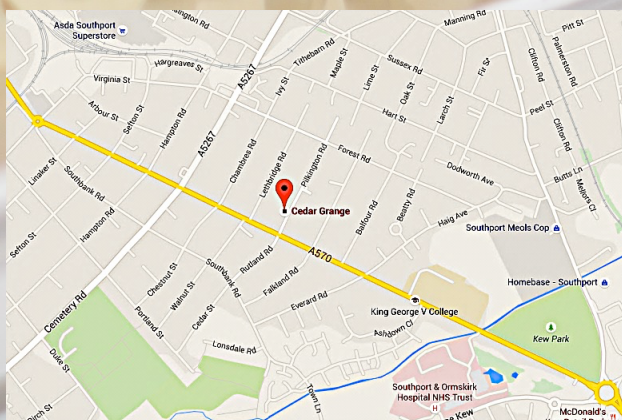 Asda Southport
Superstore
Manning Rd
Pitt St
Hargreaves St
Tithebarn Rd
Maple St
Sussex Rd
Clifton Rd
Palmerston Rd
A5267
Virginia St
Ivy St
Lime St
Oak St
Fir St
Arbour St
Sefton St
Hampton Rd
Hart St
Larch St
Peel St
A5267
Chambres Rd
Lethbridge Rd
Pilkington Rd
Forest Rd
Clifton Rd
Linaker St
Southbank Rd
Dodworth Ave
Butts Ln
Mellors Cl
Cedar Grange
Hampton Rd
Balfour Rd
Beatty Rd
Haig Ave
Southport Meols Cop
Sefton St
A570
Rutland Rd
Chestnut St
Southbank Rd
Falkland Rd
Homebase - Southport
Cemetery Rd
Walnut St
Cedar St
Everard Rd
King George V College
Portland St
Ashdown Cl
Kew Park
Lonsdale Rd
Duke St
Town Ln
Southport & Ormskirk
Hospital NHS Trust
H
McDonald's
Birch St